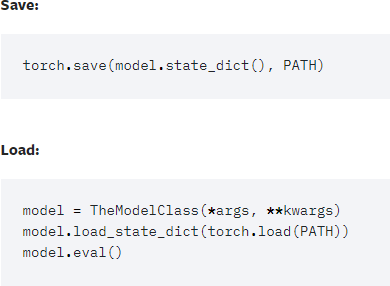 Save:
torch.save(model.state_dict(), PATH)
Load:
model = TheModelClass(*args, **kwargs)
model.load_state_dict(torch.load(PATH))
model.eval()